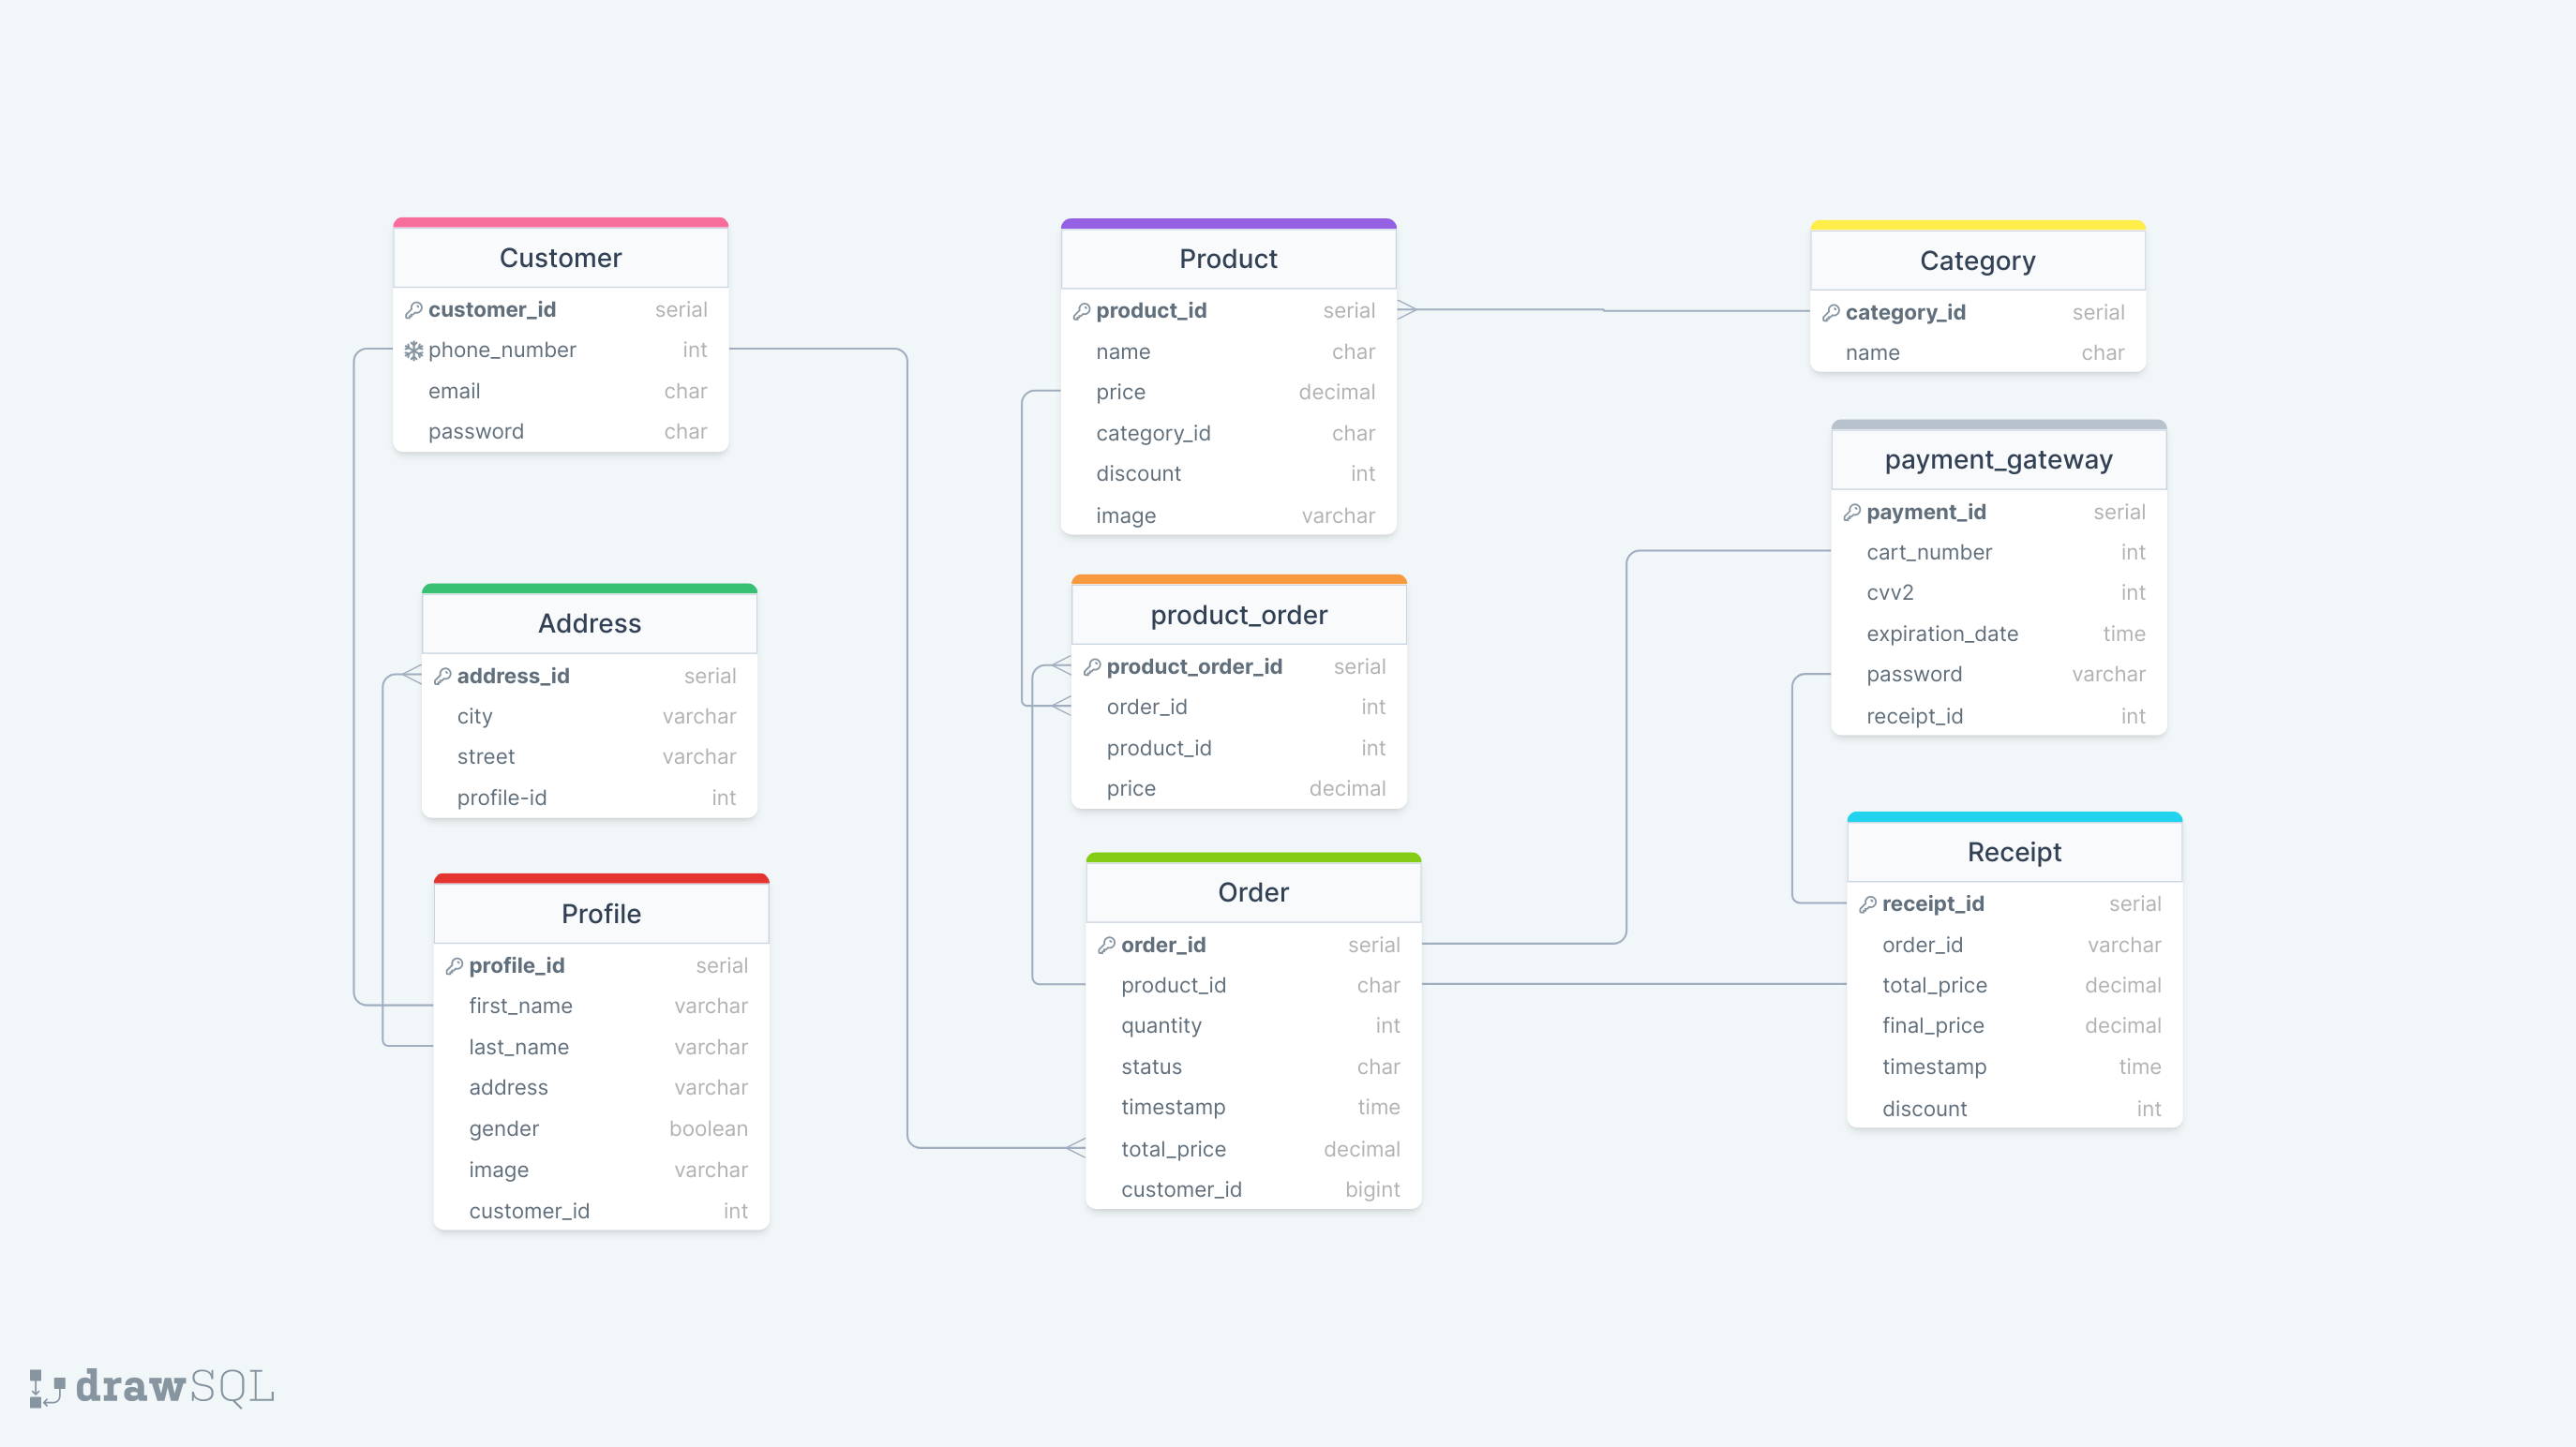 Customer
customer_id serial
phone_number int
email char
password char
Address
address_id serial
city varchar
street varchar
profile-id int
Profile
profile_id serial
first_name varchar
last_name varchar
address varchar
gender boolean
image varchar
customer_id int
Product
product_id serial
name char
price decimal
category_id char
discount int
image varchar
product_order
product_order_id serial
order_id int
product_id int
price decimal
Order
order_id serial
product_id char
quantity int
status char
timestamp time
total_price decimal
customer_id bigint
Category
category_id serial
name char
payment_gateway
payment_id serial
cart_number int
cvv2 int
expiration_date time
password varchar
receipt_id int
Receipt
receipt_id serial
order_id varchar
total_price decimal
final_price decimal
timestamp time
discount int
drawSQL